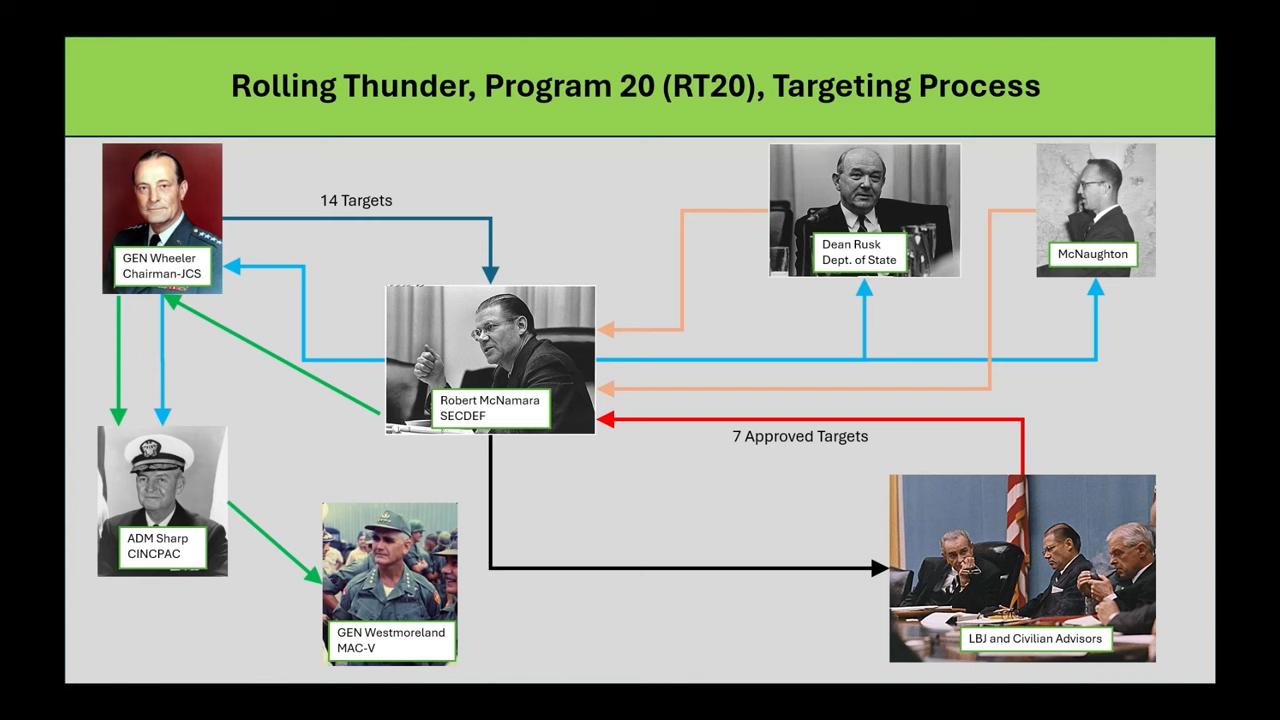 Rolling Thunder, Program 20 (RT20), Targeting Process
14 Targets
GEN Wheeler
Chairman-JCS
Dean Rusk
Dept. of State
McNaughton
Robert McNamara
SECDEF
7 Approved Targets
ADM Sharp
CINCPAC
GEN Westmoreland
MAC-V
LBJ and Civilian Advisors